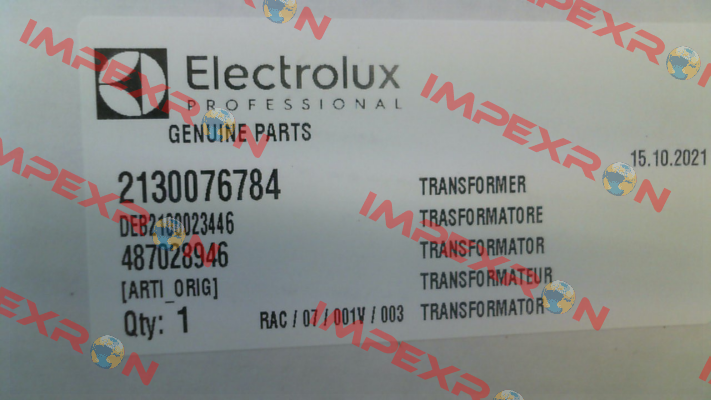 Electrolux
PROFESSIONAL
GENUINE PARTS
15.10.2021
2130076784 TRANSFORMER
DEB2100023446 TRASFORMATORE
487028946 TRANSFORMATOR
[ARTI_ORIG] TRANSFORMATEUR
Qty: 1 RAC / 07 / 001V / 003 TRANSFORMATOR
IMPEXRON
IMPEXRON
IMPEXRON
IMPEXRON
IMPEXRON
IMPEXRON